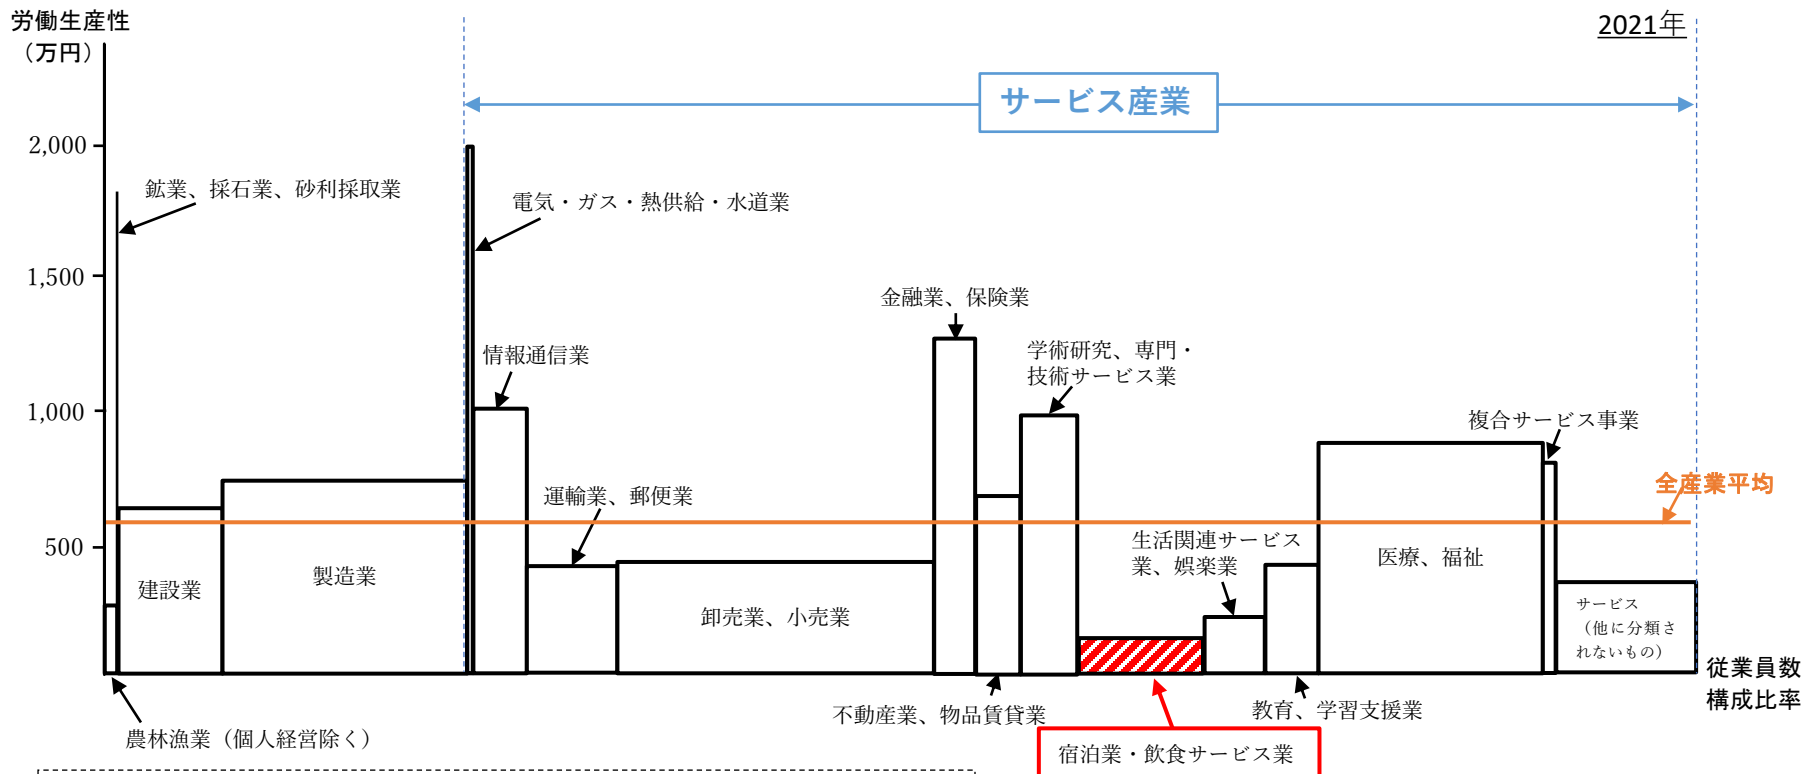 労働生産性
（万円）
2021年
サービス産業
2,000
鉱業、採石業、砂利採取業
電気・ガス・熱供給・水道業
1,500
金融業、保険業
情報通信業
学術研究、専門・
技術サービス業
1,000
複合サービス事業
全産業平均
運輸業、郵便業
500
生活関連サービス
業、娯楽業
医療、福祉
建設業
製造業
卸売業、小売業
サービス
（他に分類さ
れないもの）
従業員数
構成比率
不動産業、物品賃貸業
教育、学習支援業
農林漁業（個人経営除く）
宿泊業・飲食サービス業